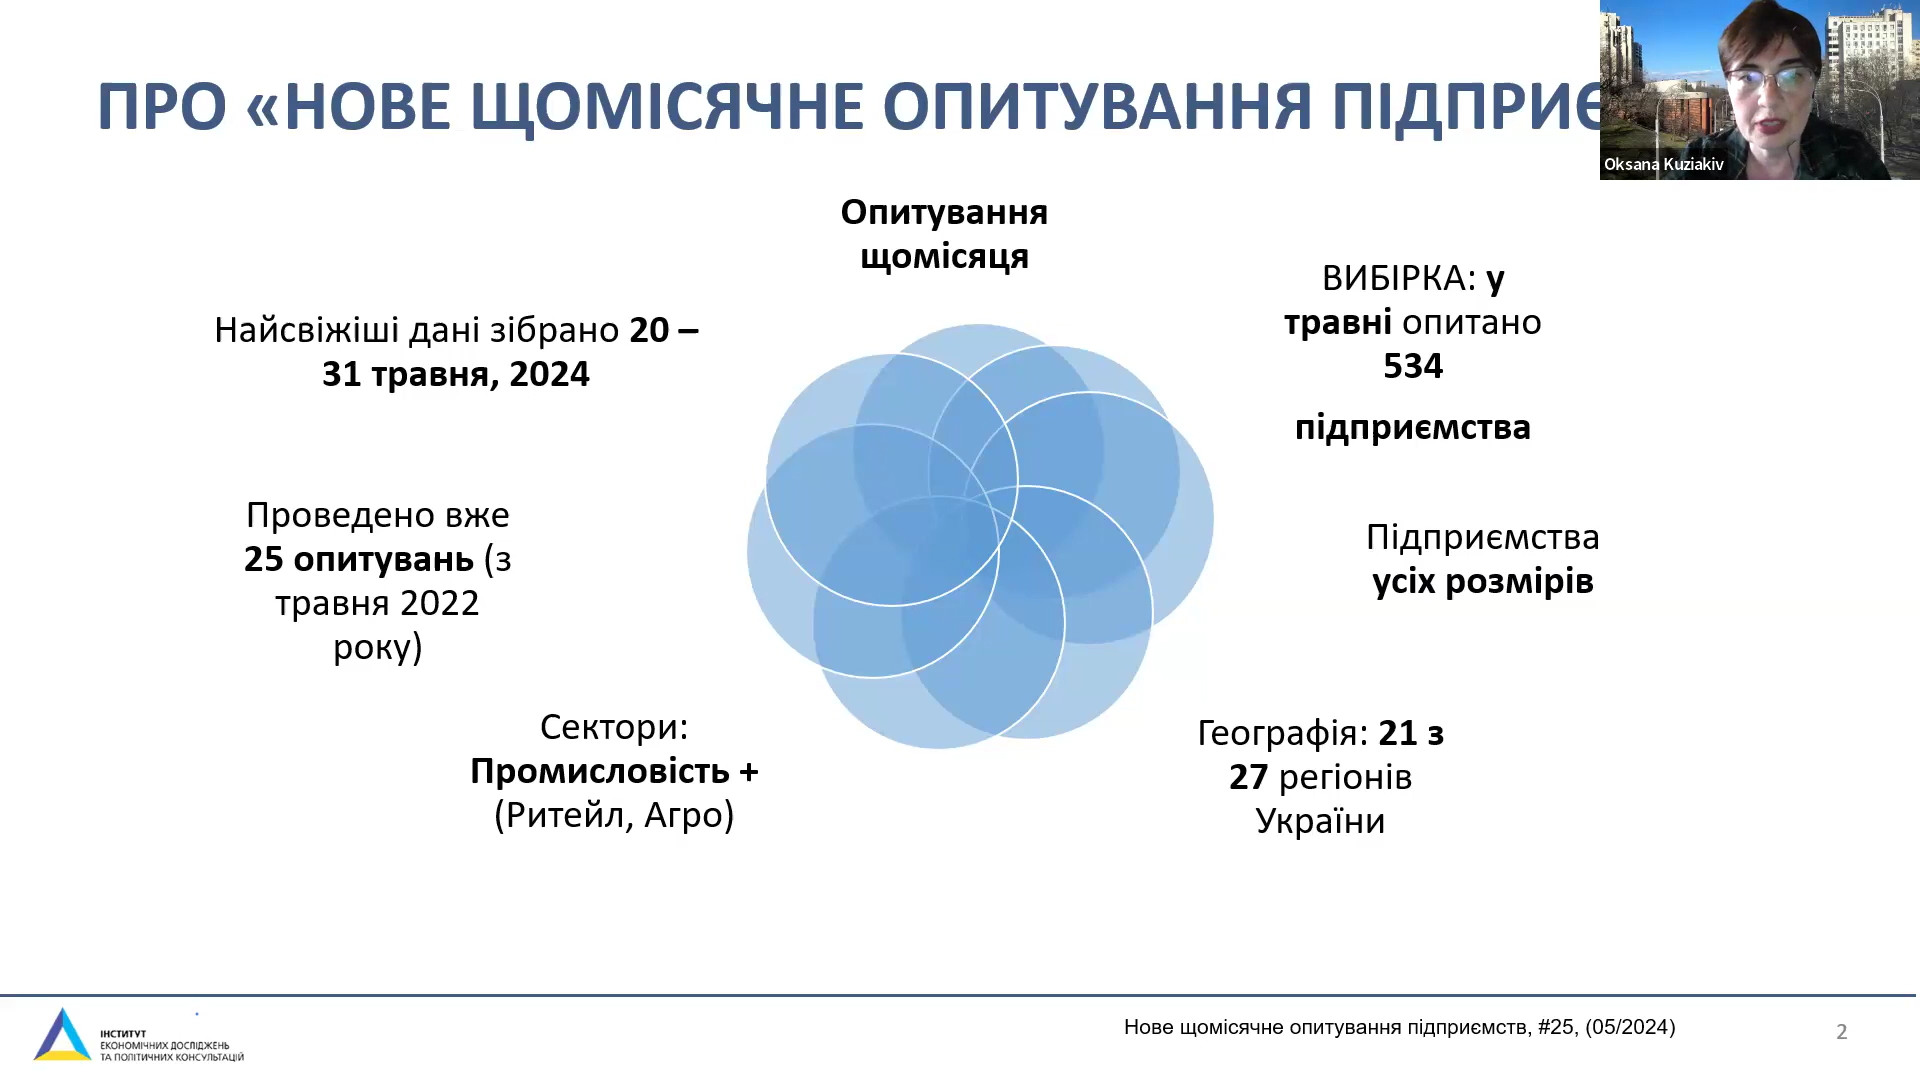 ПРО «НОВЕ ЩОМІСЯЧНЕ ОПИТУВАННЯ ПІДПРИЄ
Oksana Kuziakiv
Опитування
щомісяця
ВИБІРКА: у
травні опитано
534
підприємства
Підприємства
усіх розмірів
Географія: 21 з
27 регіонів
України
Сектори:
Промисловість +
(Ритейл, Агро)
Проведено вже
25 опитувань (з
травня 2022
року)
Найсвіжіші дані зібрано 20 –
31 травня, 2024
ІНСТИТУТ
ЕКОНОМІЧНИХ ДОСЛІДЖЕНЬ
ТА ПОЛІТИЧНИХ КОНСУЛЬТАЦІЙ
Нове щомісячне опитування підприємств, #25, (05/2024)
2